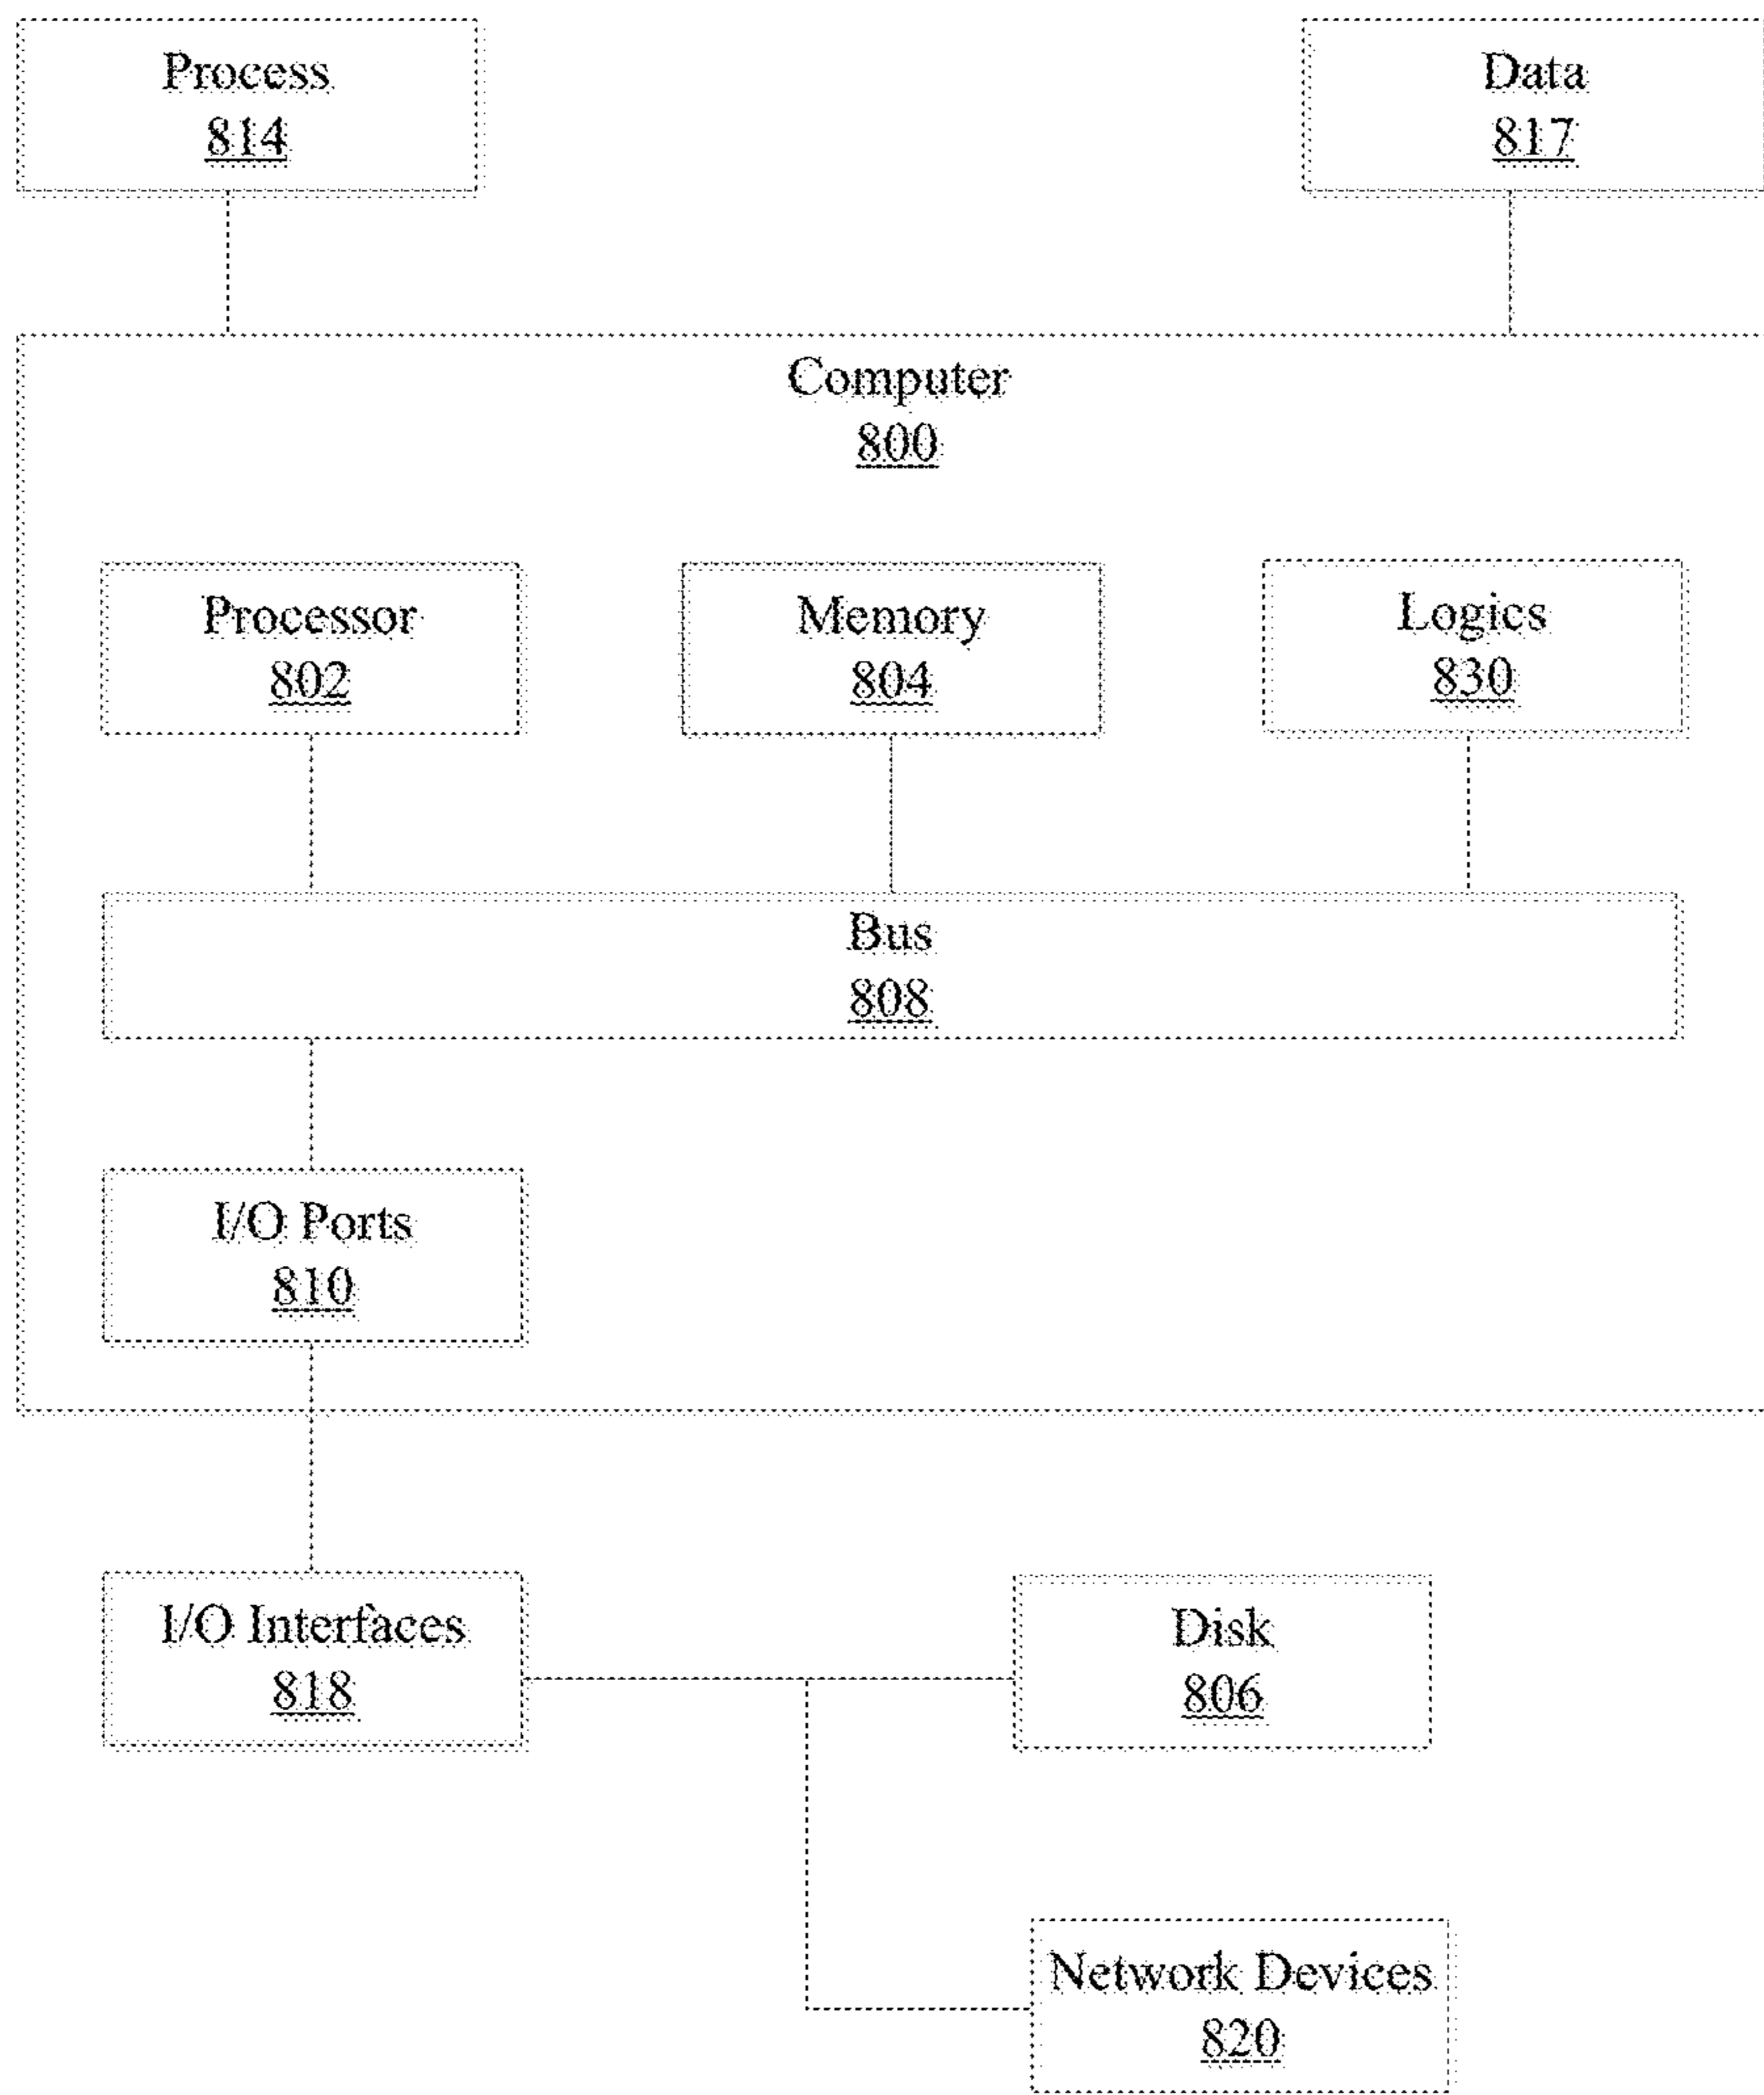 Process
814
Data
817
Computer
800
Processor
802
Memory
804
Logics
830
Bus
808
I/O Ports
810
I/O Interfaces
818
Disk
806
Network Devices
820